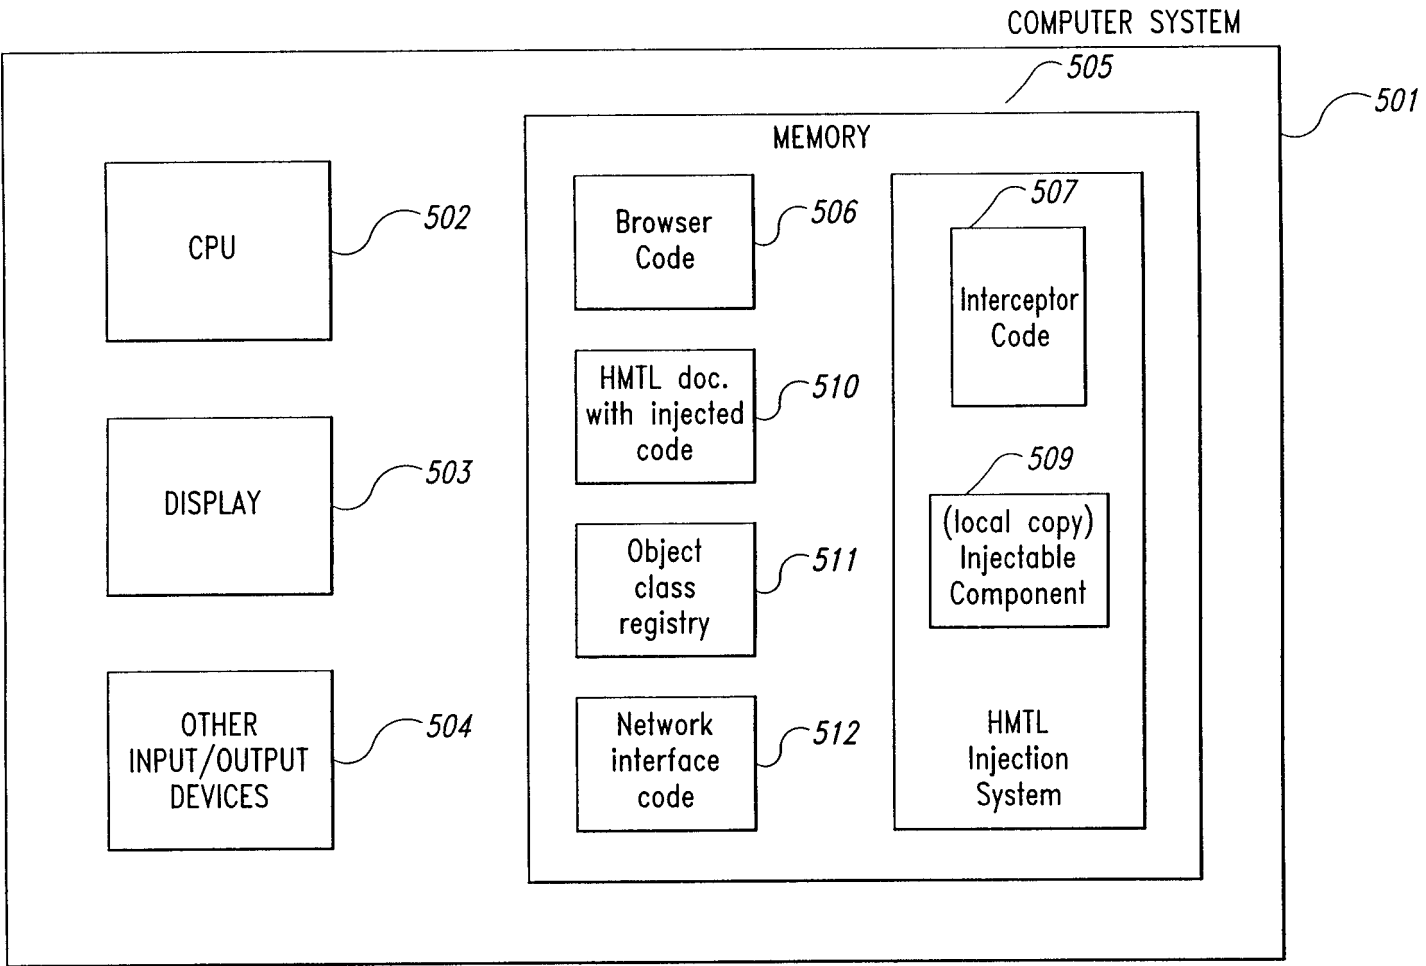 COMPUTER SYSTEM
505
501
MEMORY
CPU
502
Browser
Code
506
507
Interceptor
Code
HMTL doc.
with injected
code
510
DISPLAY
503
509
(local copy)
Injectable
Component
Object
class
registry
511
OTHER
INPUT/OUTPUT
DEVICES
504
Network
interface
code
512
HMTL
Injection
System